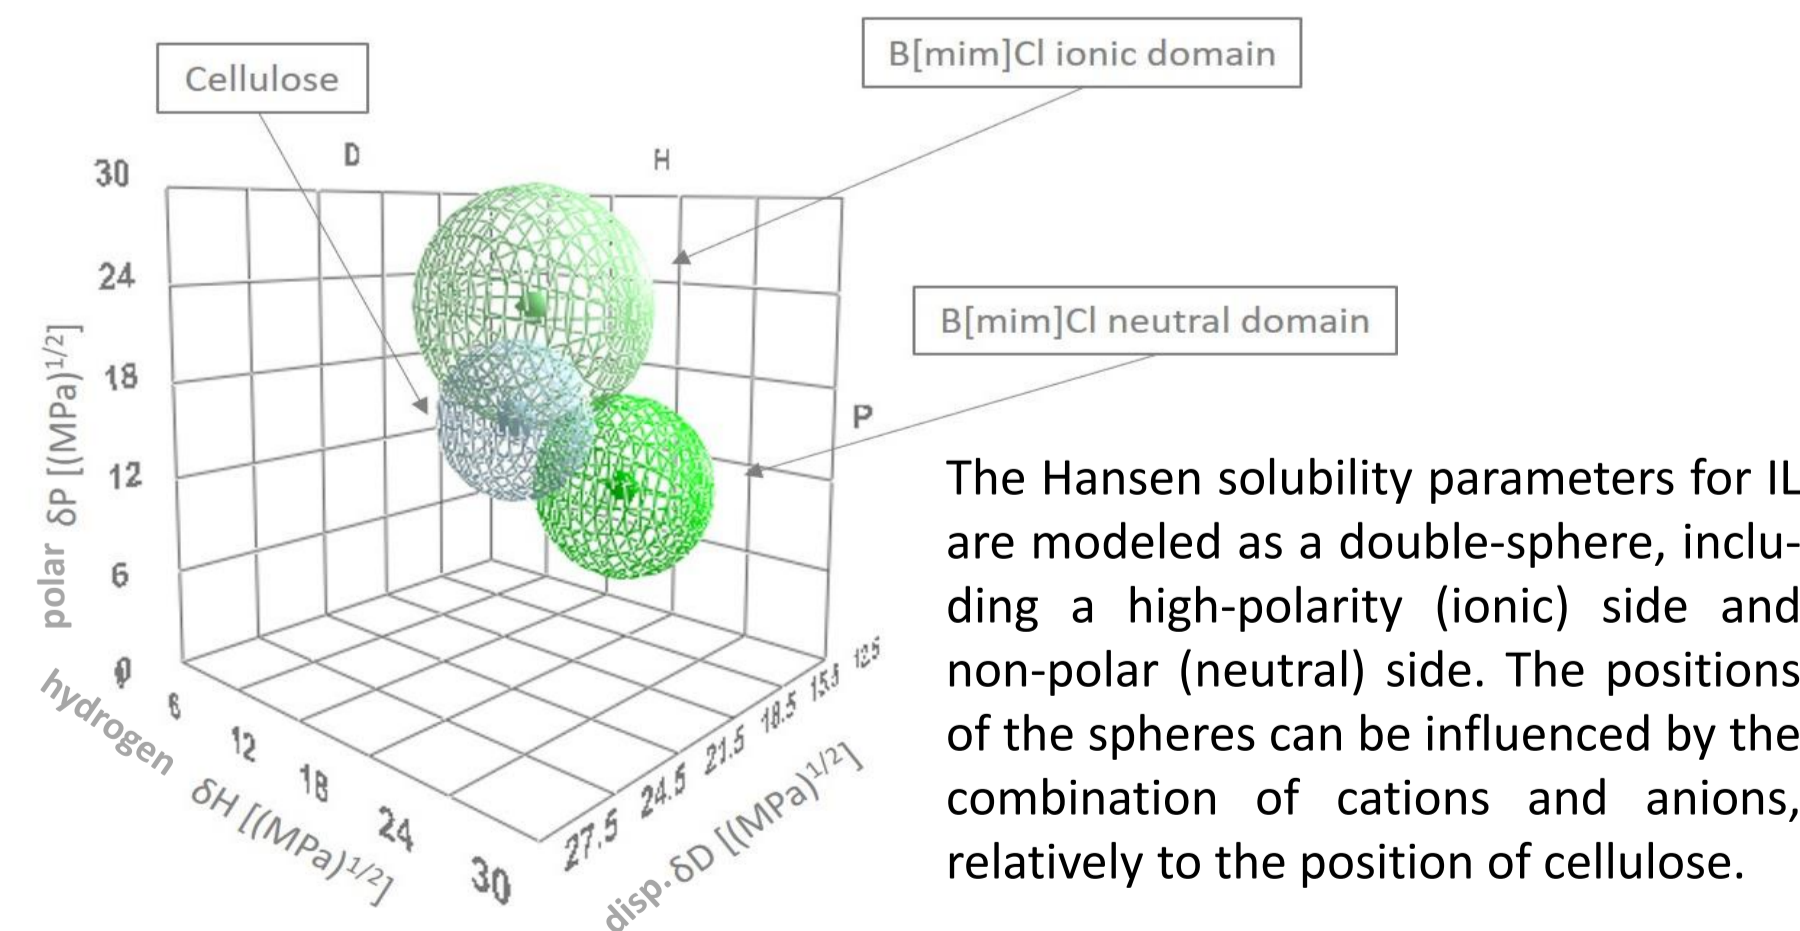 B[mim]Cl ionic domain
Cellulose
D
H
30
24
18
12
6
0
polar δP [(MPa)1/2]
B[mim]Cl neutral domain
P
6
12
18
24
30
hydrogen δH [(MPa)1/2]
27.5
24.5
21.5
18.5
15.5
12.5
disp. δD [(MPa)1/2]
The Hansen solubility parameters for IL
are modeled as a double-sphere, inclu-
ding a high-polarity (ionic) side and
non-polar (neutral) side. The positions
of the spheres can be influenced by the
combination of cations and anions,
relatively to the position of cellulose.